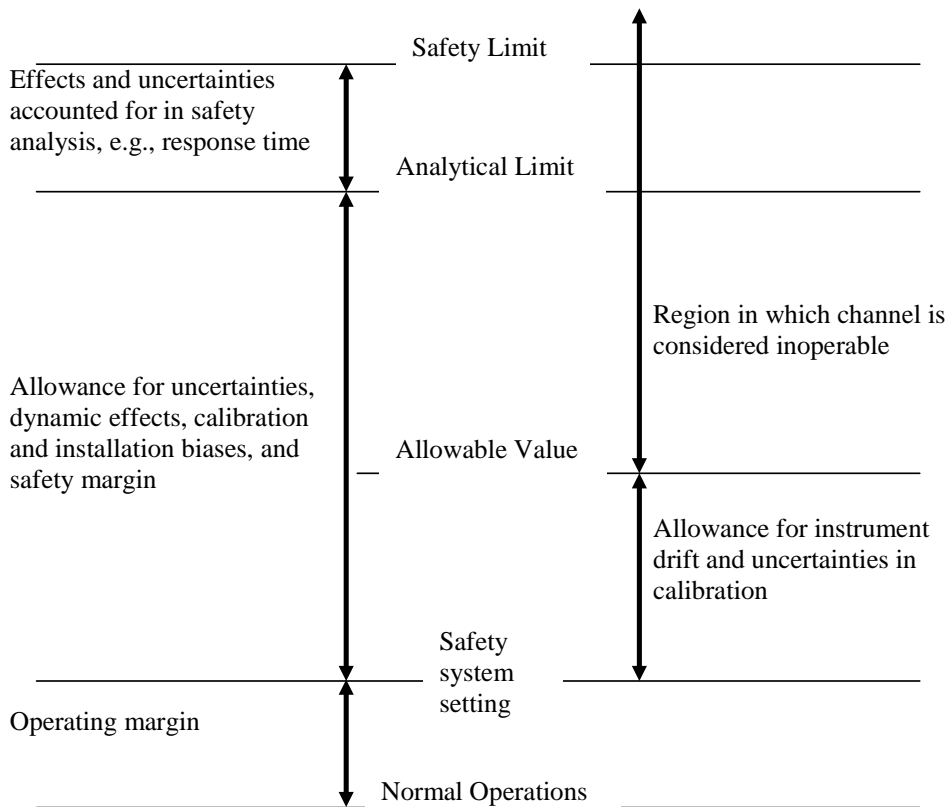 Safety Limit
Effects and uncertainties
accounted for in safety
analysis, e.g., response time
Analytical Limit
Region in which channel is
considered inoperable
Allowance for uncertainties,
dynamic effects, calibration
and installation biases, and
safety margin
Allowable Value
Allowance for instrument
drift and uncertainties in
calibration
Safety
system
setting
Operating margin
Normal Operations